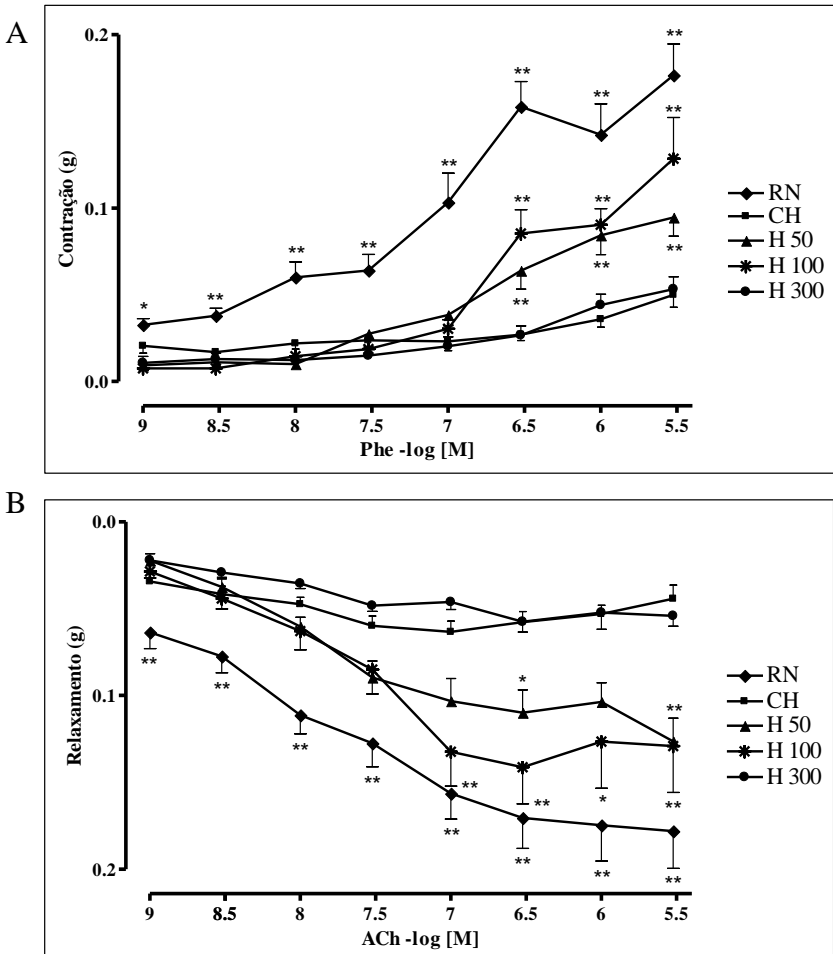 A
0.2
**
**
**
**
**
**
**
**
**
**
**
*
**
**
0.1
0.0
Contração (g)
9 8.5 8 7.5 7 6.5 6 5.5
Phe -log [M]
RN
CH
H 50
H 100
H 300
B
0.0
0.1
0.2
Relaxamento (g)
**
**
**
**
**
**
*
**
**
*
**
**
**
**
9 8.5 8 7.5 7 6.5 6 5.5
ACh -log [M]
RN
CH
H 50
H 100
H 300